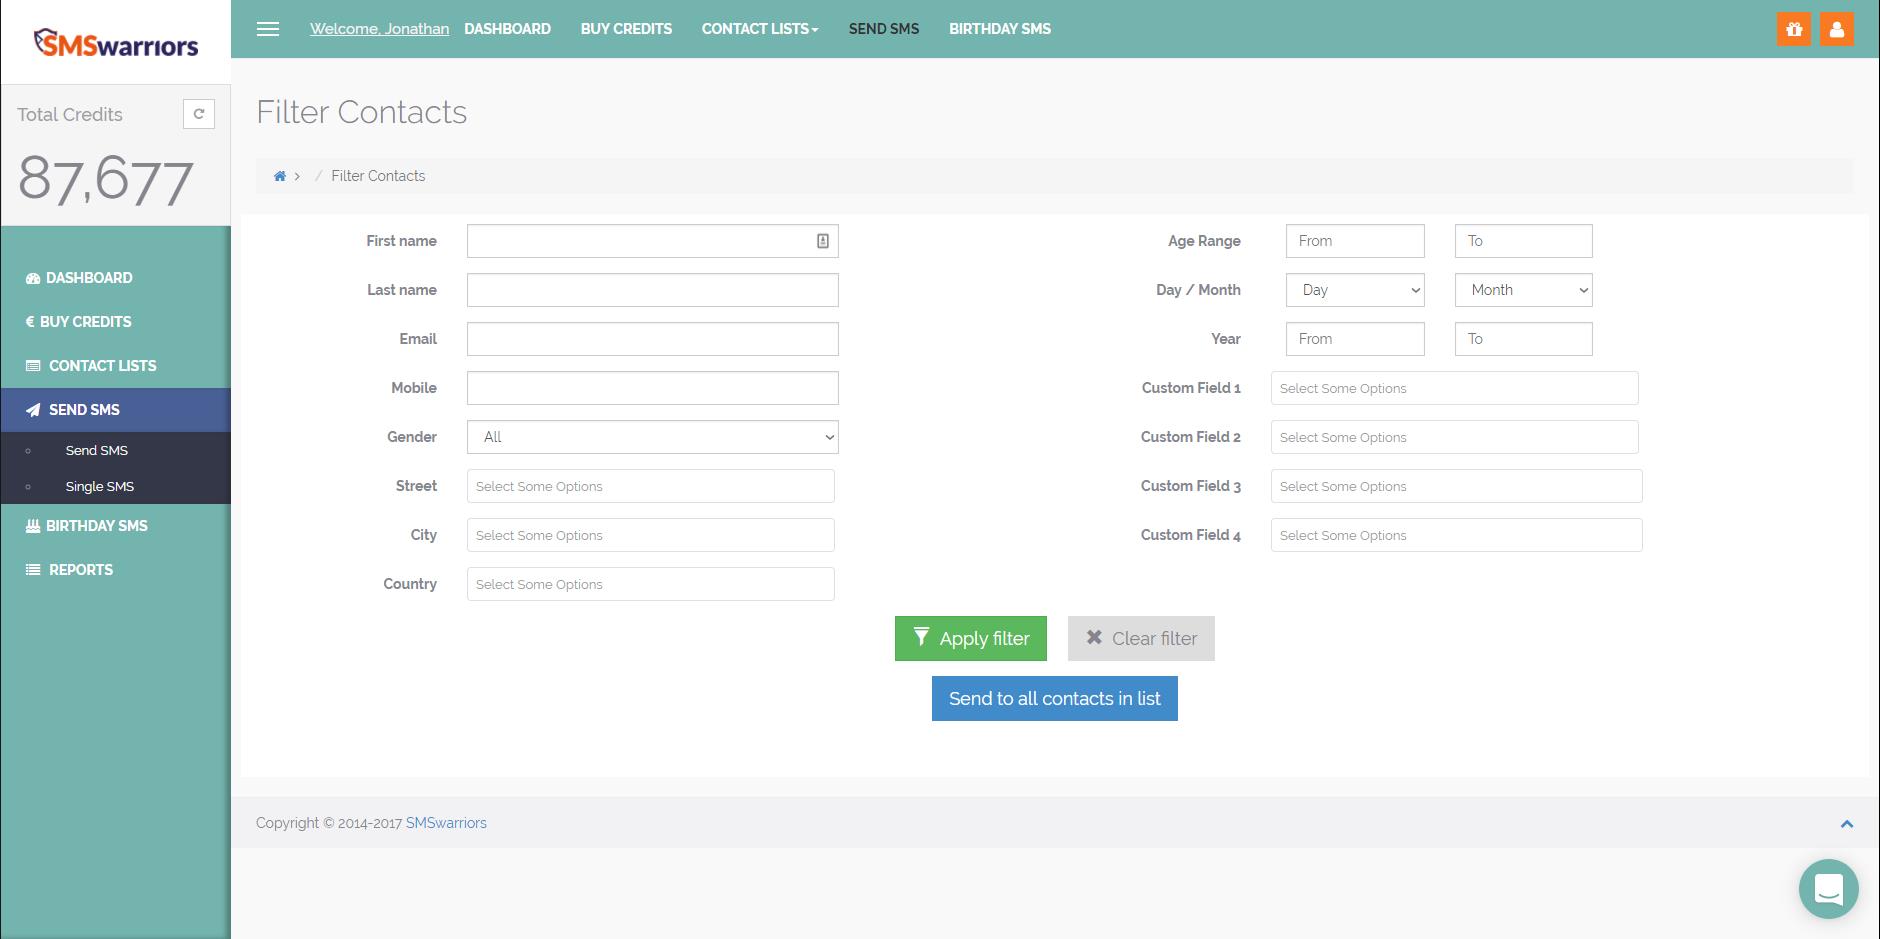 SMSwarriors
Welcome, Jonathan DASHBOARD BUY CREDITS CONTACT LISTS SEND SMS BIRTHDAY SMS
Total Credits
87,677
DASHBOARD
€ BUY CREDITS
CONTACT LISTS
SEND SMS
Send SMS
Single SMS
BIRTHDAY SMS
REPORTS
Filter Contacts
> / Filter Contacts
First name
Last name
Email
Mobile
Gender All
Street Select Some Options
City Select Some Options
Country Select Some Options
Age Range From To
Day / Month Day Month
Year From To
Custom Field 1 Select Some Options
Custom Field 2 Select Some Options
Custom Field 3 Select Some Options
Custom Field 4 Select Some Options
Apply filter Clear filter
Send to all contacts in list
Copyright © 2014-2017 SMSwarriors